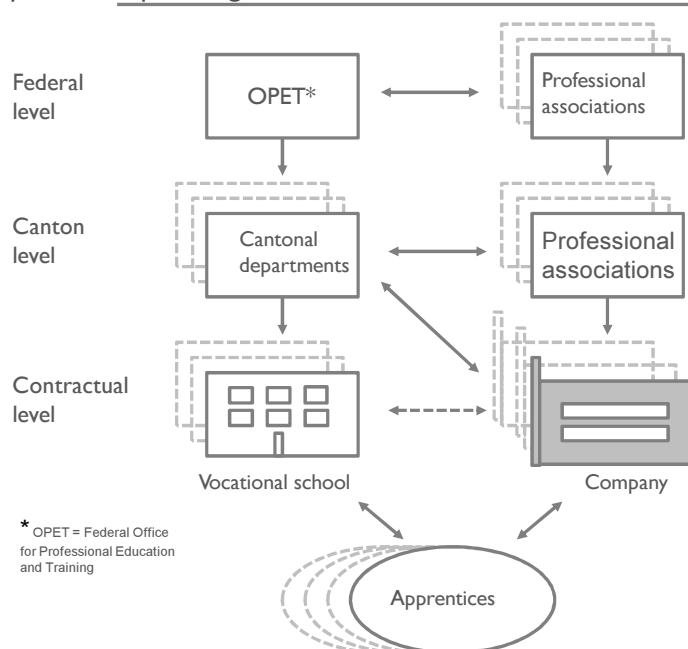 Federal
level
OPET*
Professional
associations
Canton
level
Cantonal
departments
Professional
associations
Contractual
level
Vocational school
Company
* OPET = Federal Office
for Professional Education
and Training
Apprentices